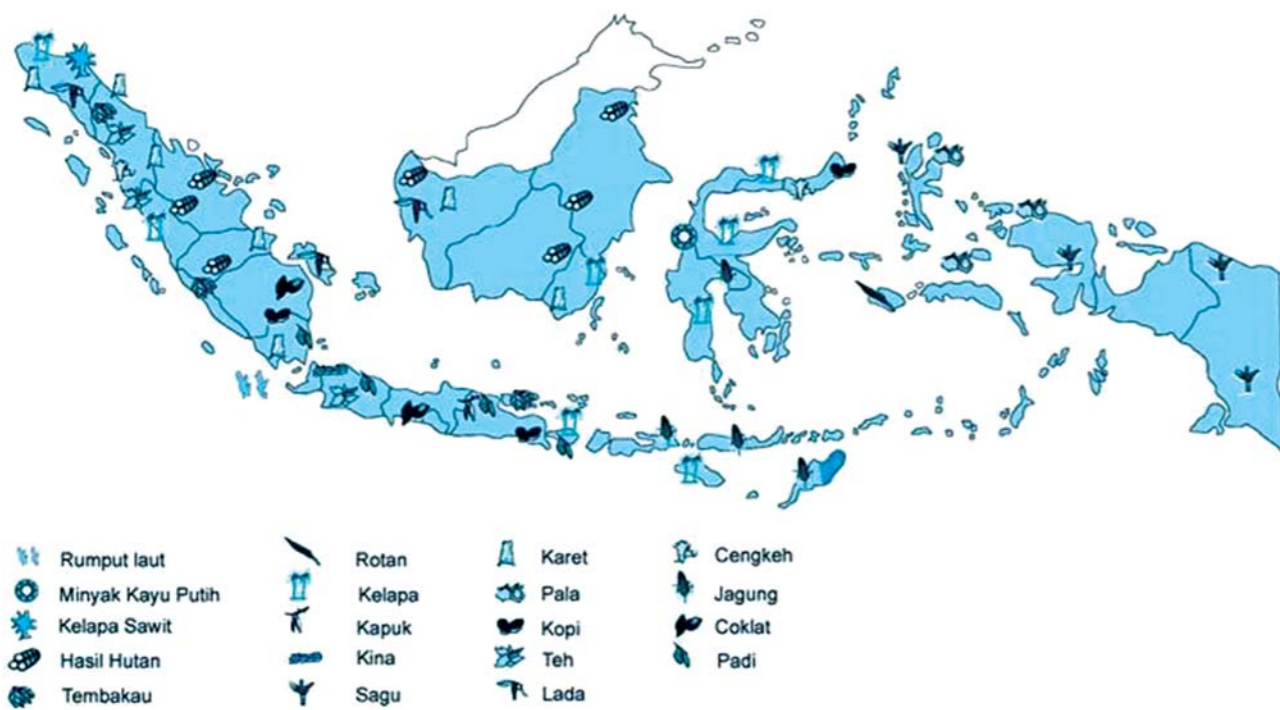 Rumput laut
Minyak Kayu Putih
Kelapa Sawit
Hasil Hutan
Tembakau
Rotan
Kelapa
Kapuk
Kina
Sagu
Karet
Pala
Kopi
Teh
Lada
Cengkeh
Jagung
Coklat
Padi